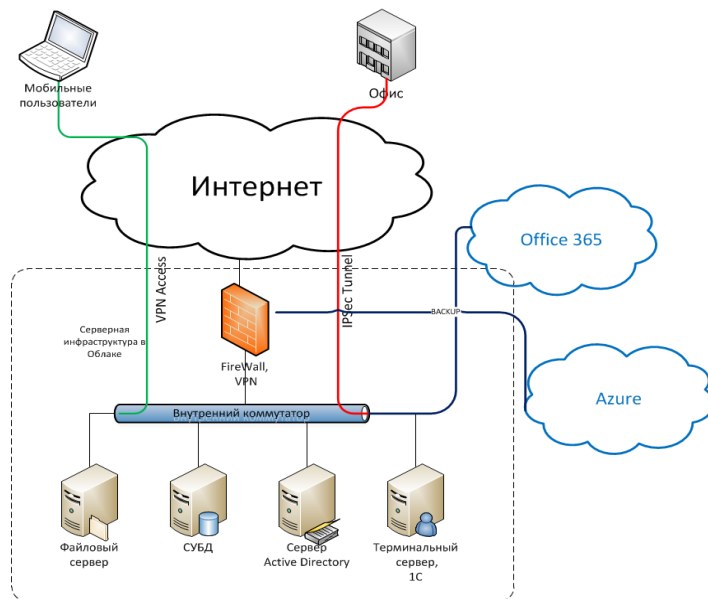 Мобильные
пользователи
Офис
Интернет
Office 365
VPN Access
IPSec Tunnel
BACKUP
Серверная
инфраструктура в
Облаке
FireWall,
VPN
Azure
Внутренний коммутатор
Файловый
сервер
СУБД
Сервер
Active Directory
Терминальный
сервер,
1С